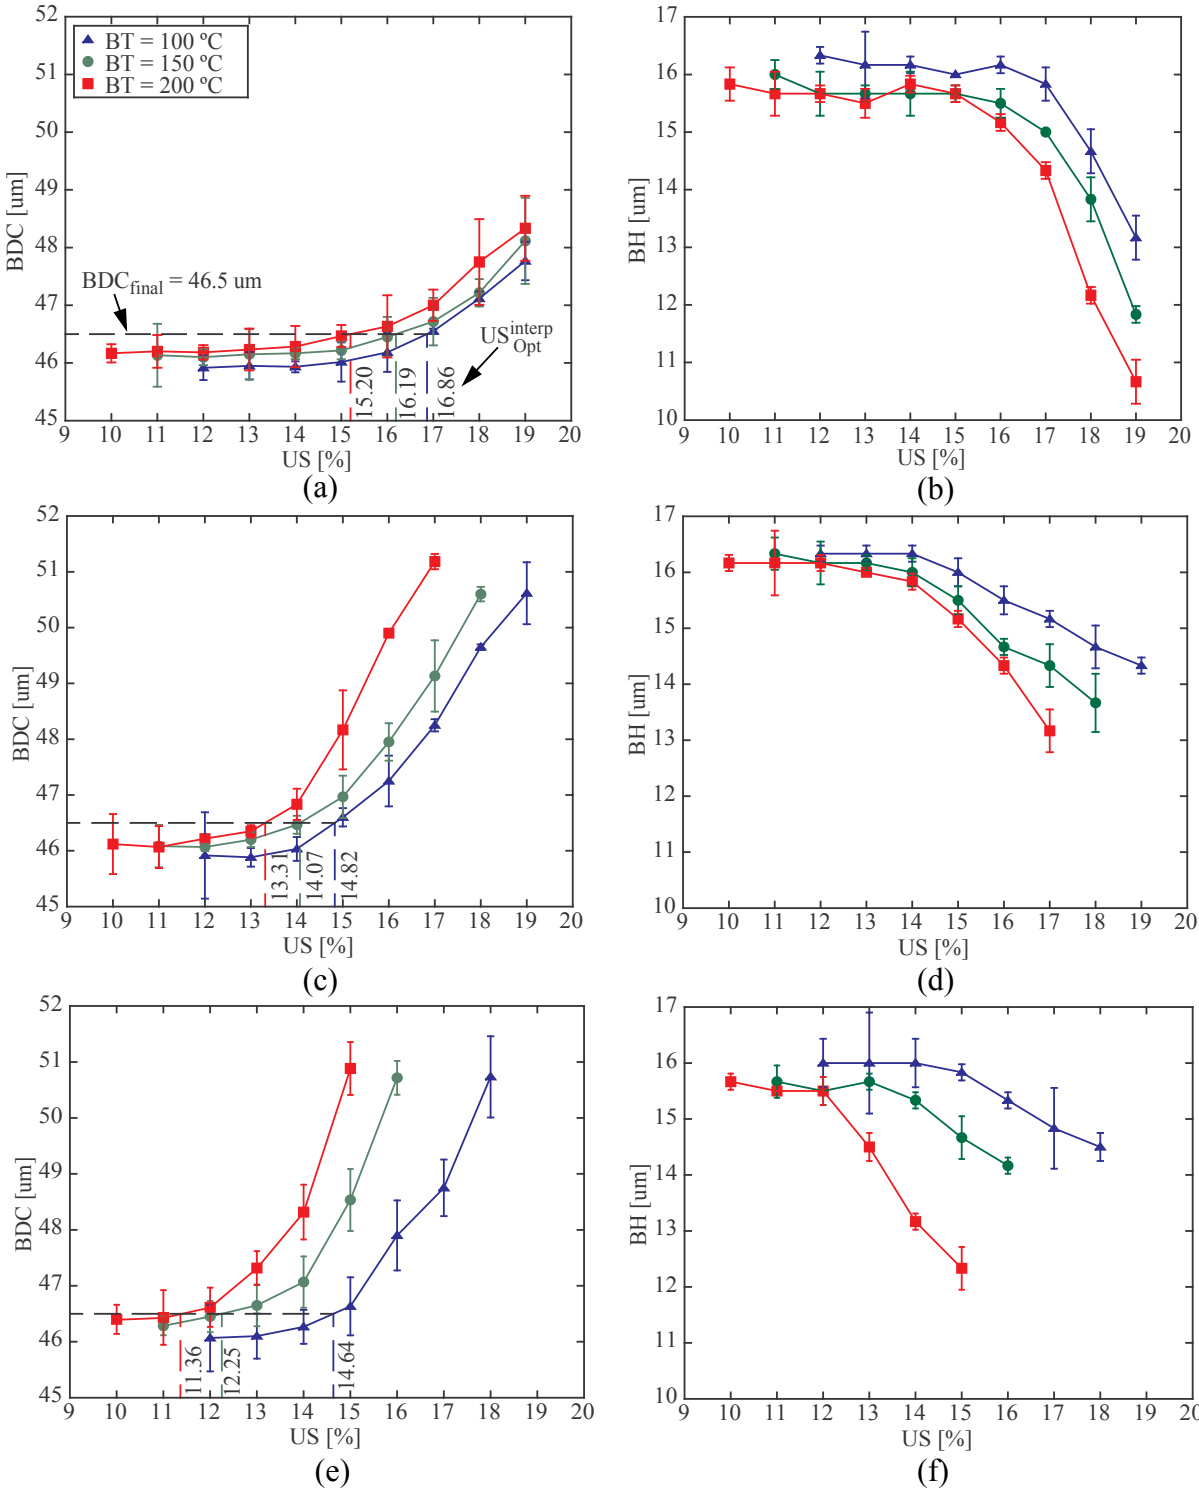 52
51
50
49
48
47
46
45
BDC [um]
BT = 100 ºC
BT = 150 ºC
BT = 200 ºC
BDC_final = 46.5 um
US_Opt^interp
15.20
16.19
16.86
9 10 11 12 13 14 15 16 17 18 19 20
US [%]
(a)
17
16
15
14
13
12
11
10
BH [um]
9 10 11 12 13 14 15 16 17 18 19 20
US [%]
(b)
52
51
50
49
48
47
46
45
BDC [um]
13.31
14.07
14.82
9 10 11 12 13 14 15 16 17 18 19 20
US [%]
(c)
17
16
15
14
13
12
11
10
BH [um]
9 10 11 12 13 14 15 16 17 18 19 20
US [%]
(d)
52
51
50
49
48
47
46
45
BDC [um]
11.36
12.25
14.64
9 10 11 12 13 14 15 16 17 18 19 20
US [%]
(e)
17
16
15
14
13
12
11
10
BH [um]
9 10 11 12 13 14 15 16 17 18 19 20
US [%]
(f)